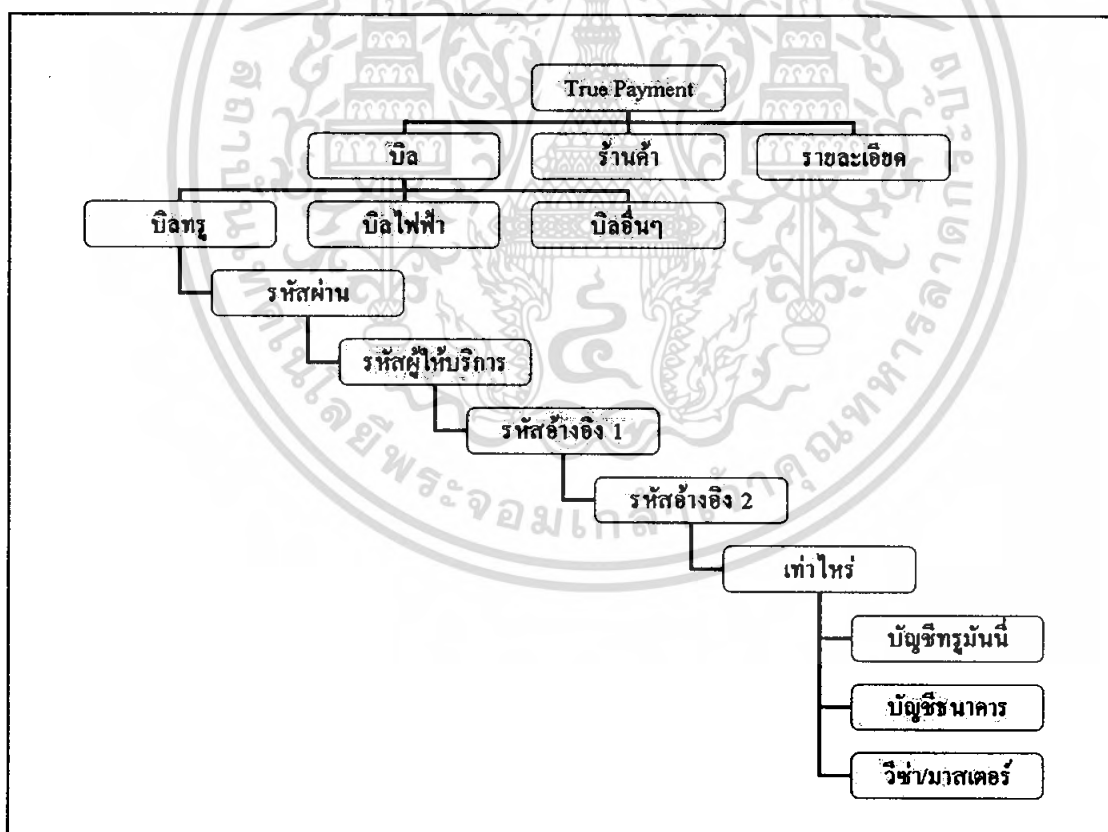 True Payment
บิล
ร้านค้า
รายละเอียด
บิลทรู
บิลไฟฟ้า
บิลอื่นๆ
รหัสผ่าน
รหัสผู้ให้บริการ
รหัสอ้างอิง 1
รหัสอ้างอิง 2
เท่าไหร่
บัญชีทรูมันนี่
บัญชีธนาคาร
วีซ่า/มาสเตอร์